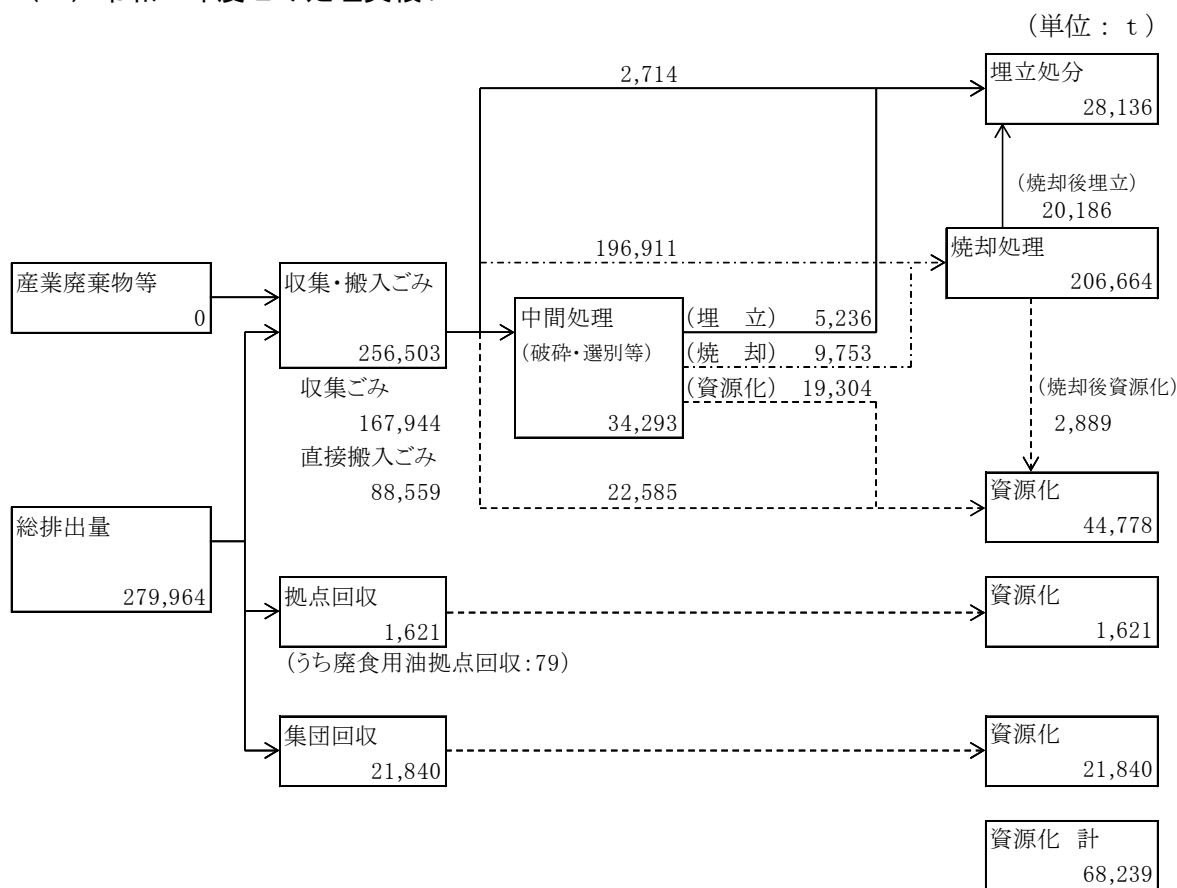 (単位：t)
2,714
埋立処分
28,136
(焼却後埋立)
20,186
196,911
焼却処理
206,664
産業廃棄物等
0
収集・搬入ごみ
256,503
収集ごみ
167,944
直接搬入ごみ
88,559
中間処理
(破砕・選別等)
34,293
(埋　立) 5,236
(焼　却) 9,753
(資源化) 19,304
(焼却後資源化)
2,889
22,585
資源化
44,778
総排出量
279,964
拠点回収
1,621
(うち廃食用油拠点回収:79)
資源化
1,621
集団回収
21,840
資源化
21,840
資源化 計
68,239